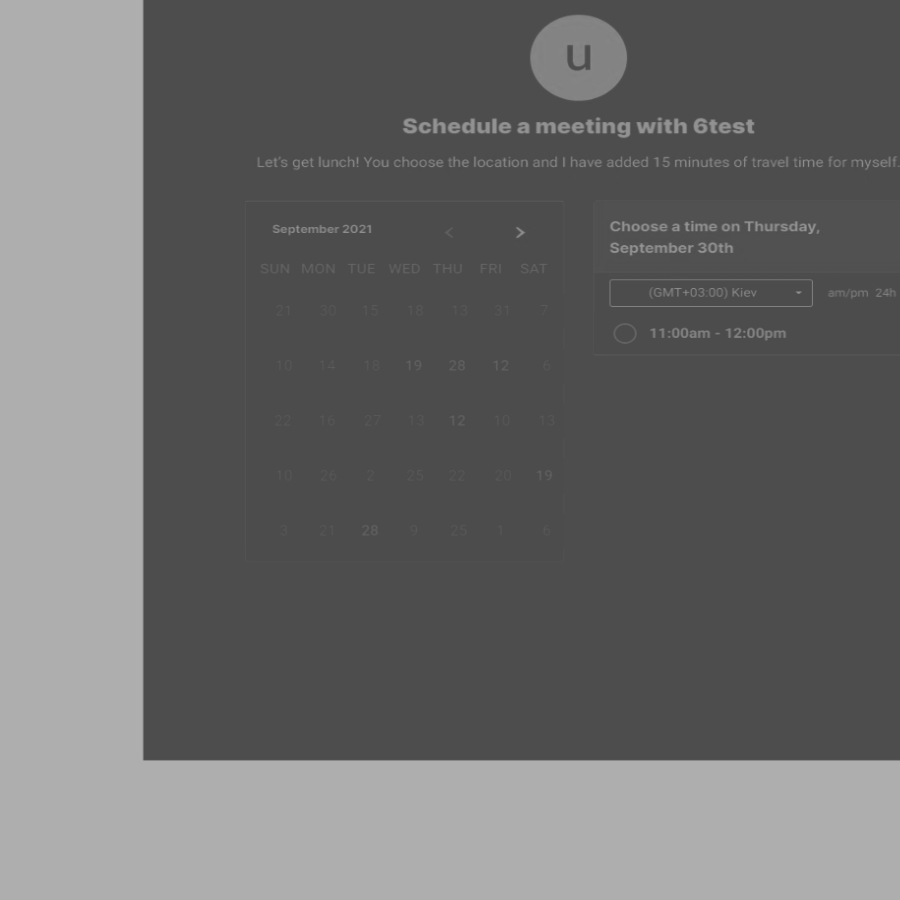 u
Schedule a meeting with 6test
Let's get lunch! You choose the location and I have added 15 minutes of travel time for myself.
September 2021 < >
SUN MON TUE WED THU FRI SAT
21 30 15 18 13 31 7
10 14 18 19 28 12 6
22 16 27 13 12 10 13
10 26 2 25 22 20 19
3 21 28 9 25 1 6
Choose a time on Thursday,
September 30th
(GMT+03:00) Kiev am/pm 24h
11:00am - 12:00pm